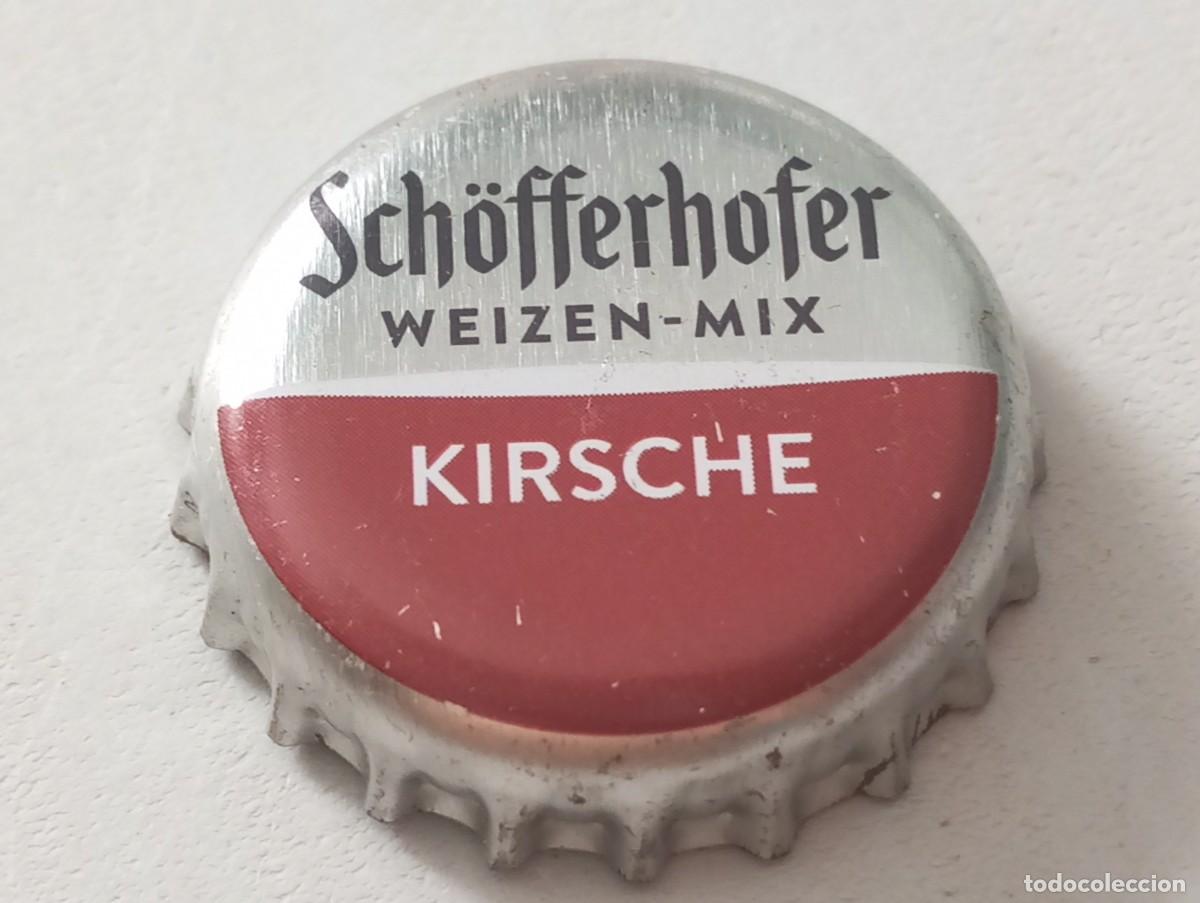 Schöfferhofer
WEIZEN-MIX
KIRSCHE
todocoleccion